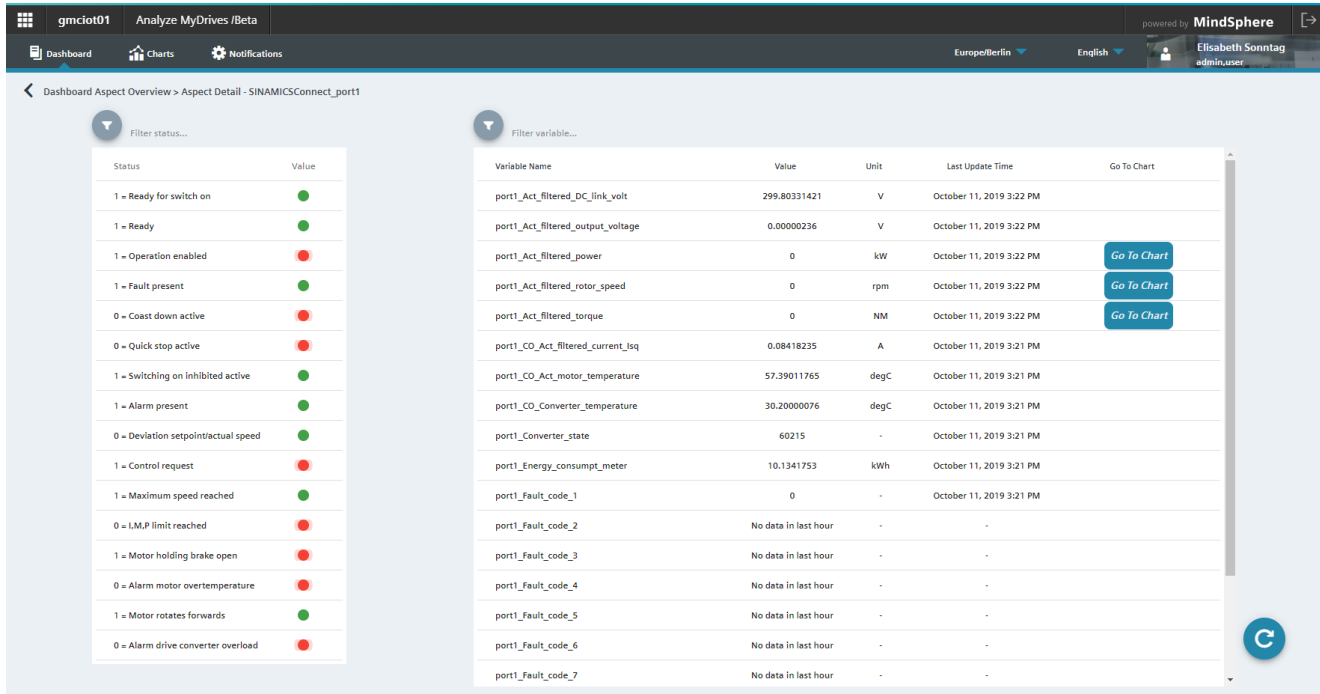 gmciot01 Analyze MyDrives /Beta powered by MindSphere
Dashboard Charts Notifications Europe/Berlin English Elisabeth Sonntag
admin,user
Dashboard Aspect Overview > Aspect Detail - SINAMICSConnect_port1
Filter status... Filter variable...
Status Value Variable Name Value Unit Last Update Time Go To Chart
1 = Ready for switch on port1_Act_filtered_DC_link_volt 299.80331421 V October 11, 2019 3:22 PM
1 = Ready port1_Act_filtered_output_voltage 0.00000236 V October 11, 2019 3:22 PM
1 = Operation enabled port1_Act_filtered_power 0 kW October 11, 2019 3:22 PM Go To Chart
1 = Fault present port1_Act_filtered_rotor_speed 0 rpm October 11, 2019 3:22 PM Go To Chart
0 = Coast down active port1_Act_filtered_torque 0 NM October 11, 2019 3:22 PM Go To Chart
0 = Quick stop active port1_CO_Act_filtered_current_Isq 0.08418235 A October 11, 2019 3:21 PM
1 = Switching on inhibited active port1_CO_Act_motor_temperature 57.39011765 degC October 11, 2019 3:21 PM
1 = Alarm present port1_CO_Converter_temperature 30.20000076 degC October 11, 2019 3:21 PM
0 = Deviation setpoint/actual speed port1_Converter_state 60215 - October 11, 2019 3:21 PM
1 = Control request port1_Energy_consumpt_meter 10.1341753 kWh October 11, 2019 3:21 PM
1 = Maximum speed reached port1_Fault_code_1 0 - October 11, 2019 3:21 PM
0 = I,M,P limit reached port1_Fault_code_2 No data in last hour - -
1 = Motor holding brake open port1_Fault_code_3 No data in last hour - -
0 = Alarm motor overtemperature port1_Fault_code_4 No data in last hour - -
1 = Motor rotates forwards port1_Fault_code_5 No data in last hour - -
0 = Alarm drive converter overload port1_Fault_code_6 No data in last hour - -
port1_Fault_code_7 No data in last hour - -